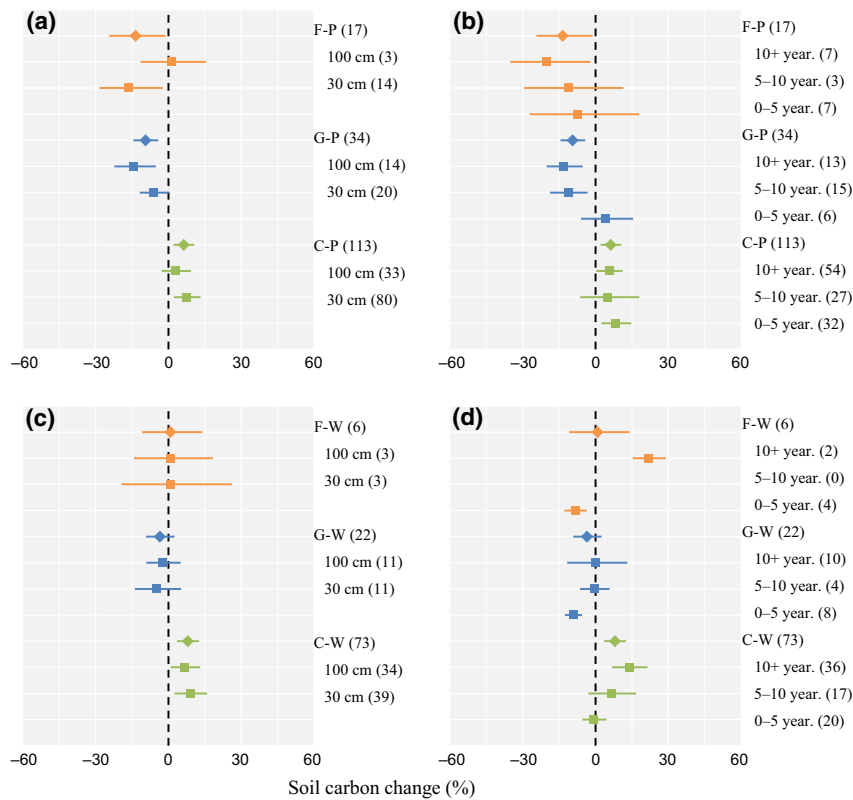 (a)
F-P (17)
100 cm (3)
30 cm (14)
G-P (34)
100 cm (14)
30 cm (20)
C-P (113)
100 cm (33)
30 cm (80)
–60 –30 0 30 60
(b)
F-P (17)
10+ year. (7)
5–10 year. (3)
0–5 year. (7)
G-P (34)
10+ year. (13)
5–10 year. (15)
0–5 year. (6)
C-P (113)
10+ year. (54)
5–10 year. (27)
0–5 year. (32)
–60 –30 0 30 60
(c)
F-W (6)
100 cm (3)
30 cm (3)
G-W (22)
100 cm (11)
30 cm (11)
C-W (73)
100 cm (34)
30 cm (39)
–60 –30 0 30 60
(d)
F-W (6)
10+ year. (2)
5–10 year. (0)
0–5 year. (4)
G-W (22)
10+ year. (10)
5–10 year. (4)
0–5 year. (8)
C-W (73)
10+ year. (36)
5–10 year. (17)
0–5 year. (20)
–60 –30 0 30 60
Soil carbon change (%)